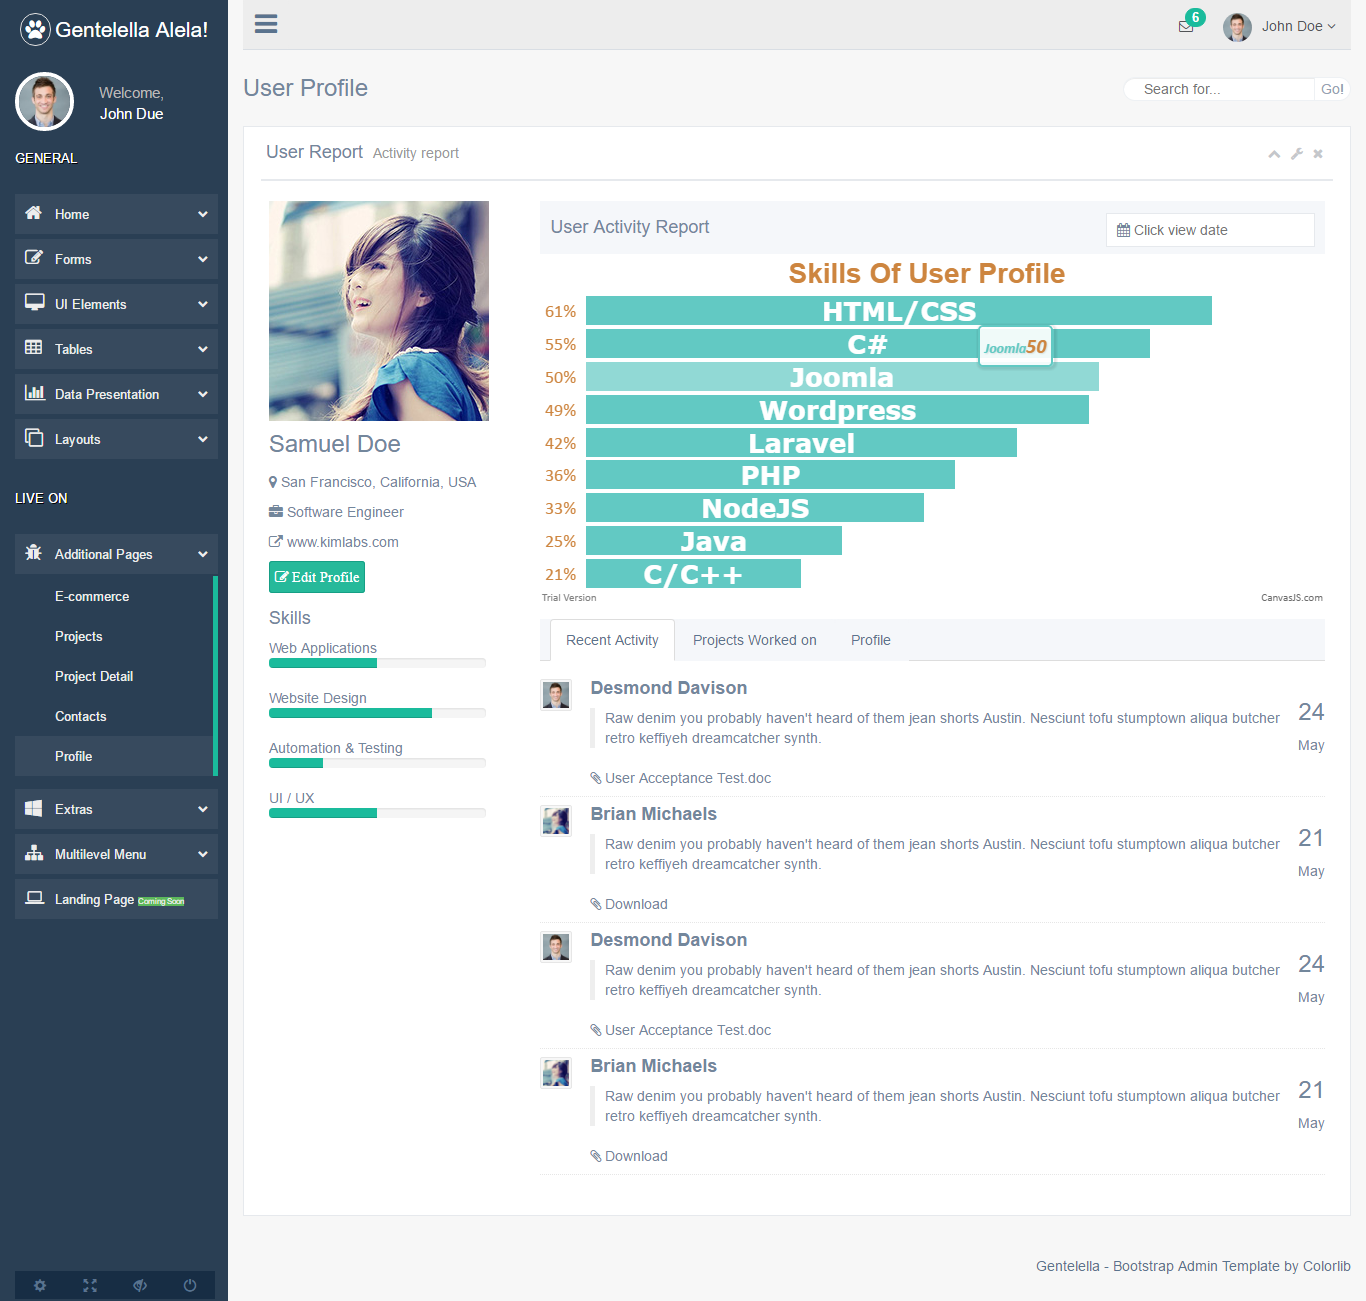 Gentelella Alela!
Welcome,
John Due
GENERAL
Home
Forms
UI Elements
Tables
Data Presentation
Layouts
LIVE ON
Additional Pages
E-commerce
Projects
Project Detail
Contacts
Profile
Extras
Multilevel Menu
Landing Page Coming Soon
6
John Doe
User Profile
Search for... Go!
User Report Activity report
Samuel Doe
San Francisco, California, USA
Software Engineer
www.kimlabs.com
Edit Profile
Skills
Web Applications
Website Design
Automation & Testing
UI / UX
User Activity Report
Click view date
Skills Of User Profile
61% HTML/CSS
55% C#
Joomla50
50% Joomla
49% Wordpress
42% Laravel
36% PHP
33% NodeJS
25% Java
21% C/C++
Trial Version CanvasJS.com
Recent Activity Projects Worked on Profile
Desmond Davison
Raw denim you probably haven't heard of them jean shorts Austin. Nesciunt tofu stumptown aliqua butcher
retro keffiyeh dreamcatcher synth.
24
May
User Acceptance Test.doc
Brian Michaels
Raw denim you probably haven't heard of them jean shorts Austin. Nesciunt tofu stumptown aliqua butcher
retro keffiyeh dreamcatcher synth.
21
May
Download
Desmond Davison
Raw denim you probably haven't heard of them jean shorts Austin. Nesciunt tofu stumptown aliqua butcher
retro keffiyeh dreamcatcher synth.
24
May
User Acceptance Test.doc
Brian Michaels
Raw denim you probably haven't heard of them jean shorts Austin. Nesciunt tofu stumptown aliqua butcher
retro keffiyeh dreamcatcher synth.
21
May
Download
Gentelella - Bootstrap Admin Template by Colorlib